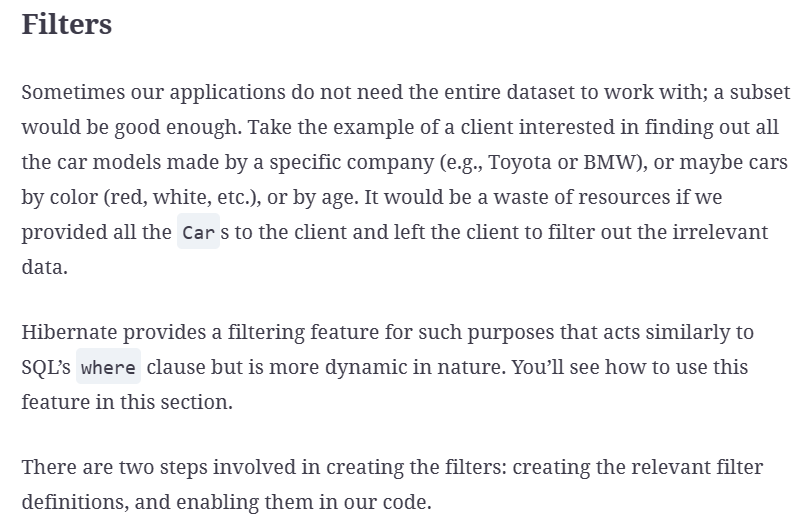 Filters
Sometimes our applications do not need the entire dataset to work with; a subset
would be good enough. Take the example of a client interested in finding out all
the car models made by a specific company (e.g., Toyota or BMW), or maybe cars
by color (red, white, etc.), or by age. It would be a waste of resources if we
provided all the Cars to the client and left the client to filter out the irrelevant
data.
Hibernate provides a filtering feature for such purposes that acts similarly to
SQL’s where clause but is more dynamic in nature. You’ll see how to use this
feature in this section.
There are two steps involved in creating the filters: creating the relevant filter
definitions, and enabling them in our code.